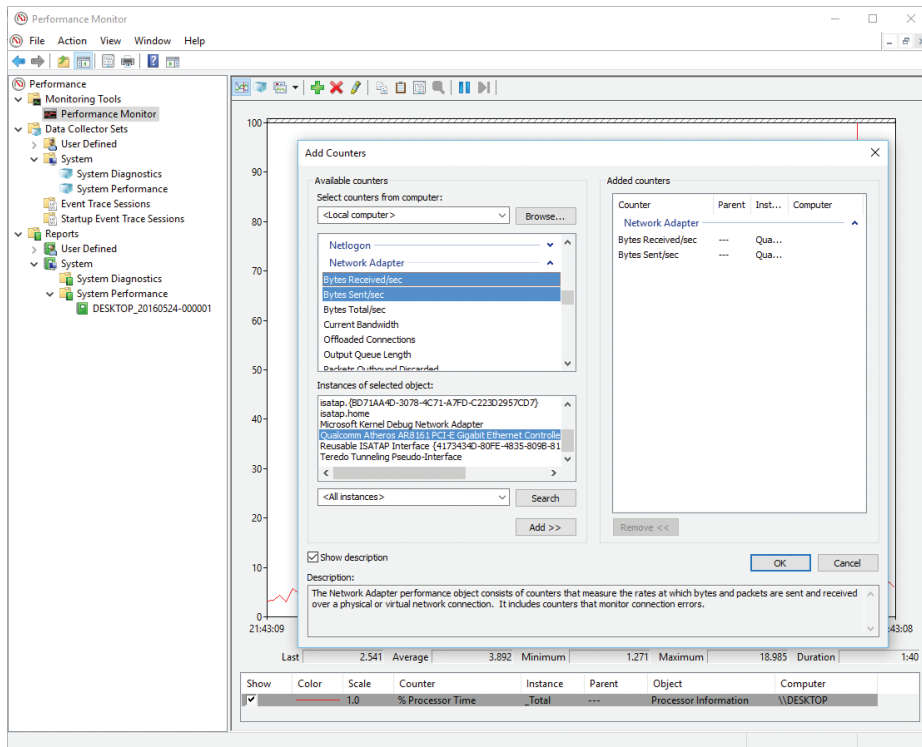 Performance Monitor
File Action View Window Help
Performance
Monitoring Tools
Performance Monitor
Data Collector Sets
User Defined
System
System Diagnostics
System Performance
Event Trace Sessions
Startup Event Trace Sessions
Reports
User Defined
System
System Diagnostics
System Performance
DESKTOP_20160524-000001
100
90
80
70
60
50
40
30
20
10
0
21:43:09
:43:08
Add Counters
Available counters
Select counters from computer:
<Local computer>
Browse...
Netlogon
Network Adapter
Bytes Received/sec
Bytes Sent/sec
Bytes Total/sec
Current Bandwidth
Offloaded Connections
Output Queue Length
Packets Outbound Discarded
Instances of selected object:
isatap.{BD71AA4D-3078-4C71-A7FD-C223D2957CD7}
isatap.home
Microsoft Kernel Debug Network Adapter
Qualcomm Atheros AR8161 PCI-E Gigabit Ethernet Controlle
Reusable ISATAP Interface {4173434D-80FE-4835-809B-81
Teredo Tunneling Pseudo-Interface
<All instances>
Search
Add >>
Added counters
Counter Parent Inst... Computer
Network Adapter
Bytes Received/sec --- Qua...
Bytes Sent/sec --- Qua...
Remove <<
Show description
OK Cancel
Description:
The Network Adapter performance object consists of counters that measure the rates at which bytes and packets are sent and received
over a physical or virtual network connection. It includes counters that monitor connection errors.
Last 2.541 Average 3.892 Minimum 1.271 Maximum 18.985 Duration 1:40
Show Color Scale Counter Instance Parent Object Computer
1.0 % Processor Time _Total --- Processor Information \\DESKTOP